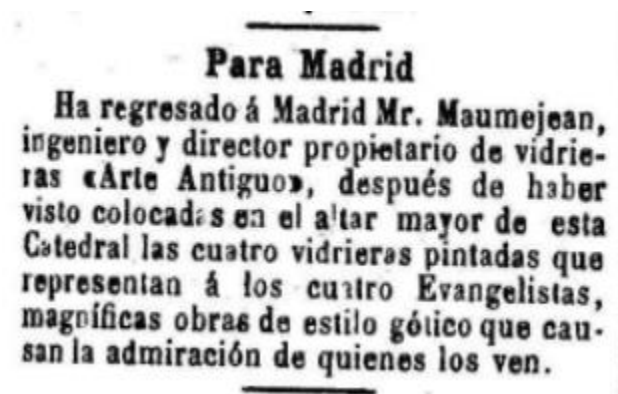 Para Madrid
Ha regresado á Madrid Mr. Maumejean,
ingeniero y director propietario de vidrie-
ras «Arte Antiguo», después de haber
visto colocadas en el altar mayor de esta
Catedral las cuatro vidrieras pintadas que
representan á los cuatro Evangelistas,
magníficas obras de estilo gótico que cau-
san la admiración de quienes los ven.